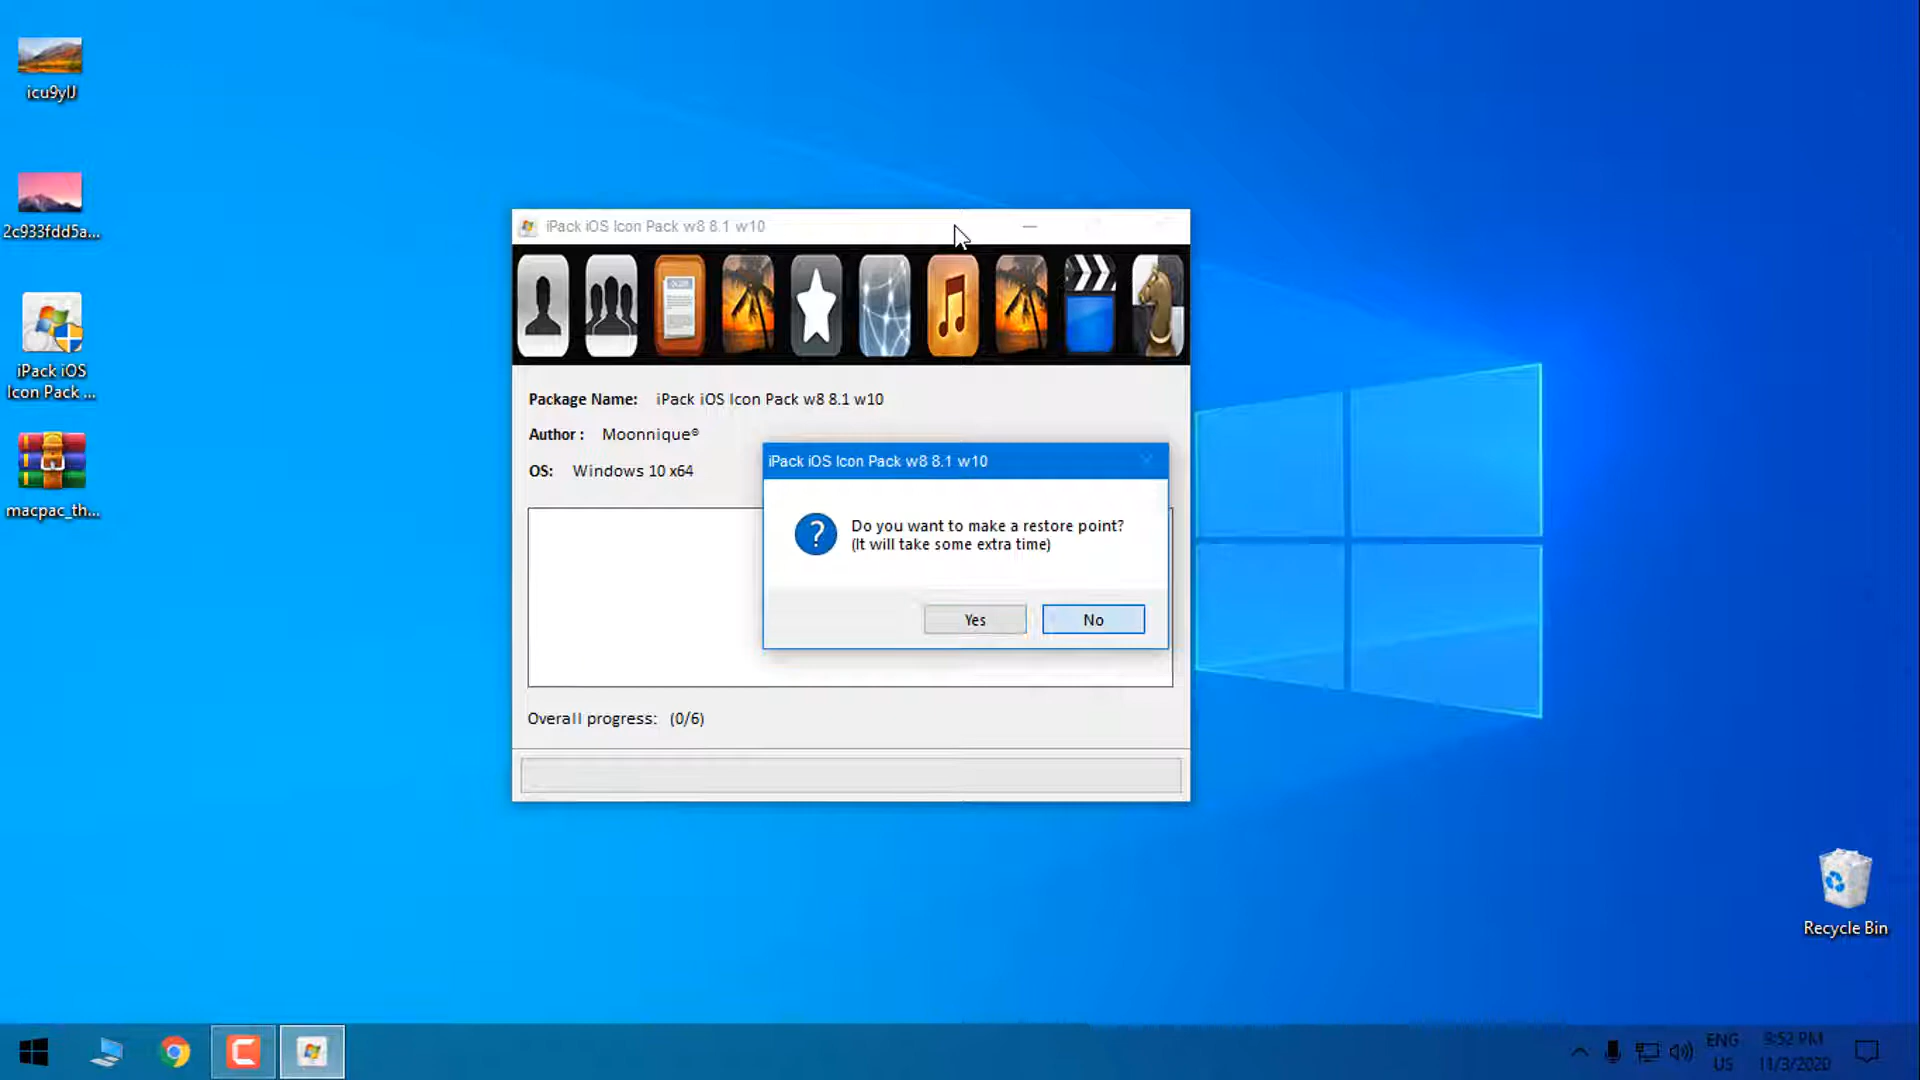 icu9yIJ
2c933fdd5a...
iPack iOS
Icon Pack ...
macpac_th...
iPack iOS Icon Pack w8 8.1 w10
Package Name: iPack iOS Icon Pack w8 8.1 w10
Author : Moonnique®
OS: Windows 10 x64
iPack iOS Icon Pack w8 8.1 w10
?
Do you want to make a restore point?
(It will take some extra time)
Yes
No
Overall progress: (0/6)
Recycle Bin
ENG
US
9:52 PM
11/3/2020